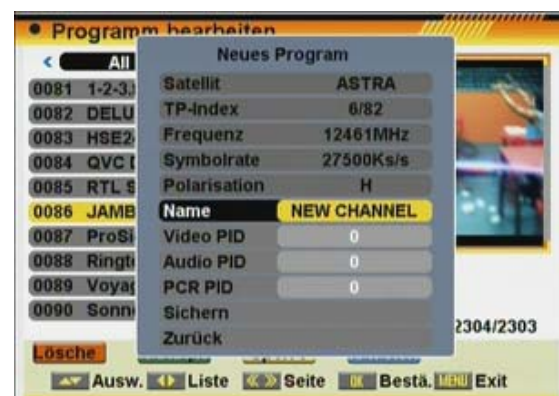 Programm bearbeiten
All
Neues Program
Satellit ASTRA
TP-Index 6/82
Frequenz 12461MHz
Symbolrate 27500Ks/s
Polarisation H
Name NEW CHANNEL
Video PID 0
Audio PID 0
PCR PID 0
Sichern
Zurück
0081 1-2-3.
0082 DELU
0083 HSE2
0084 QVC
0085 RTL S
0086 JAMB
0087 ProSi
0088 Ringt
0089 Voya
0090 Sonn
2304/2303
Lösche
Ausw. Liste Seite OK Bestä. MENU Exit